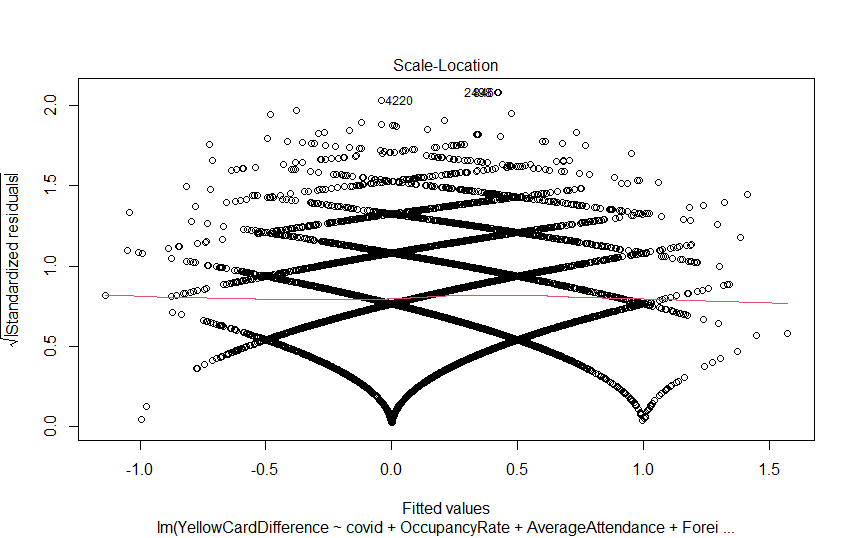 Scale-Location
4220
2.0
1.5
1.0
0.5
0.0
√|Standardized residuals|
-1.0 -0.5 0.0 0.5 1.0 1.5
Fitted values
lm(YellowCardDifference ~ covid + OccupancyRate + AverageAttendance + Forei ...